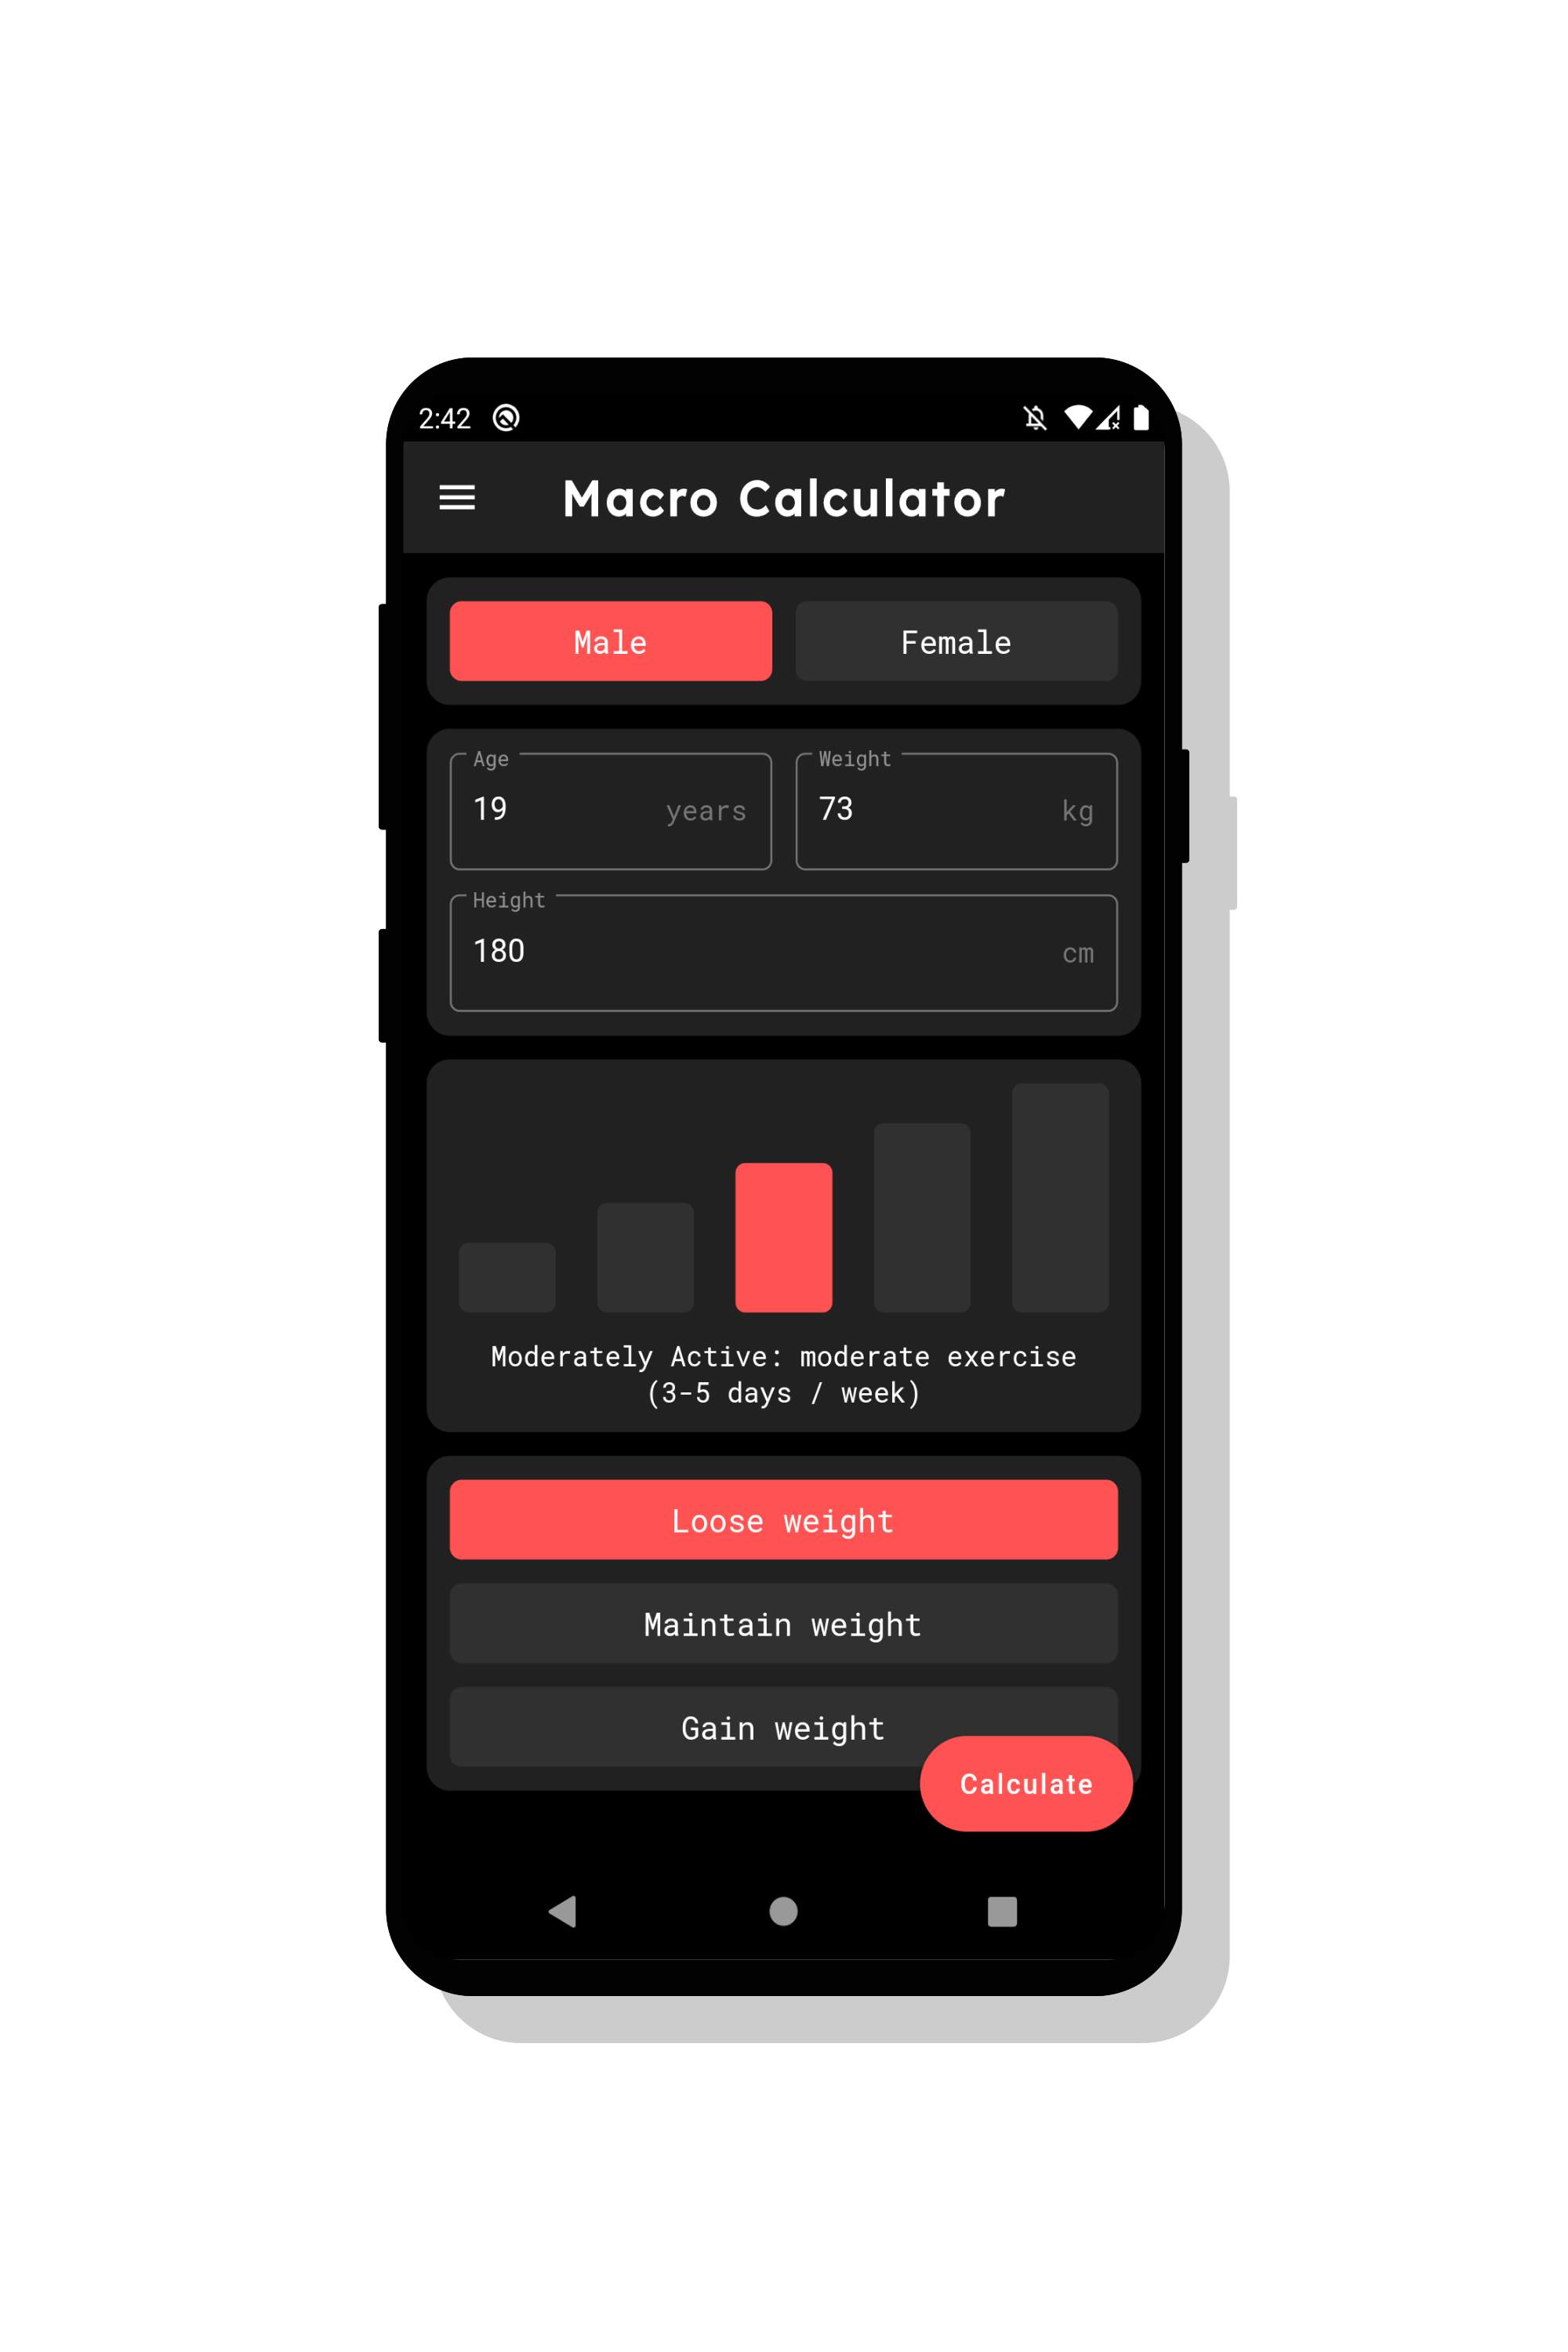 2:42
Macro Calculator
Male
Female
Age
19 years
Weight
73 kg
Height
180 cm
Moderately Active: moderate exercise
(3-5 days / week)
Loose weight
Maintain weight
Gain weight
Calculate